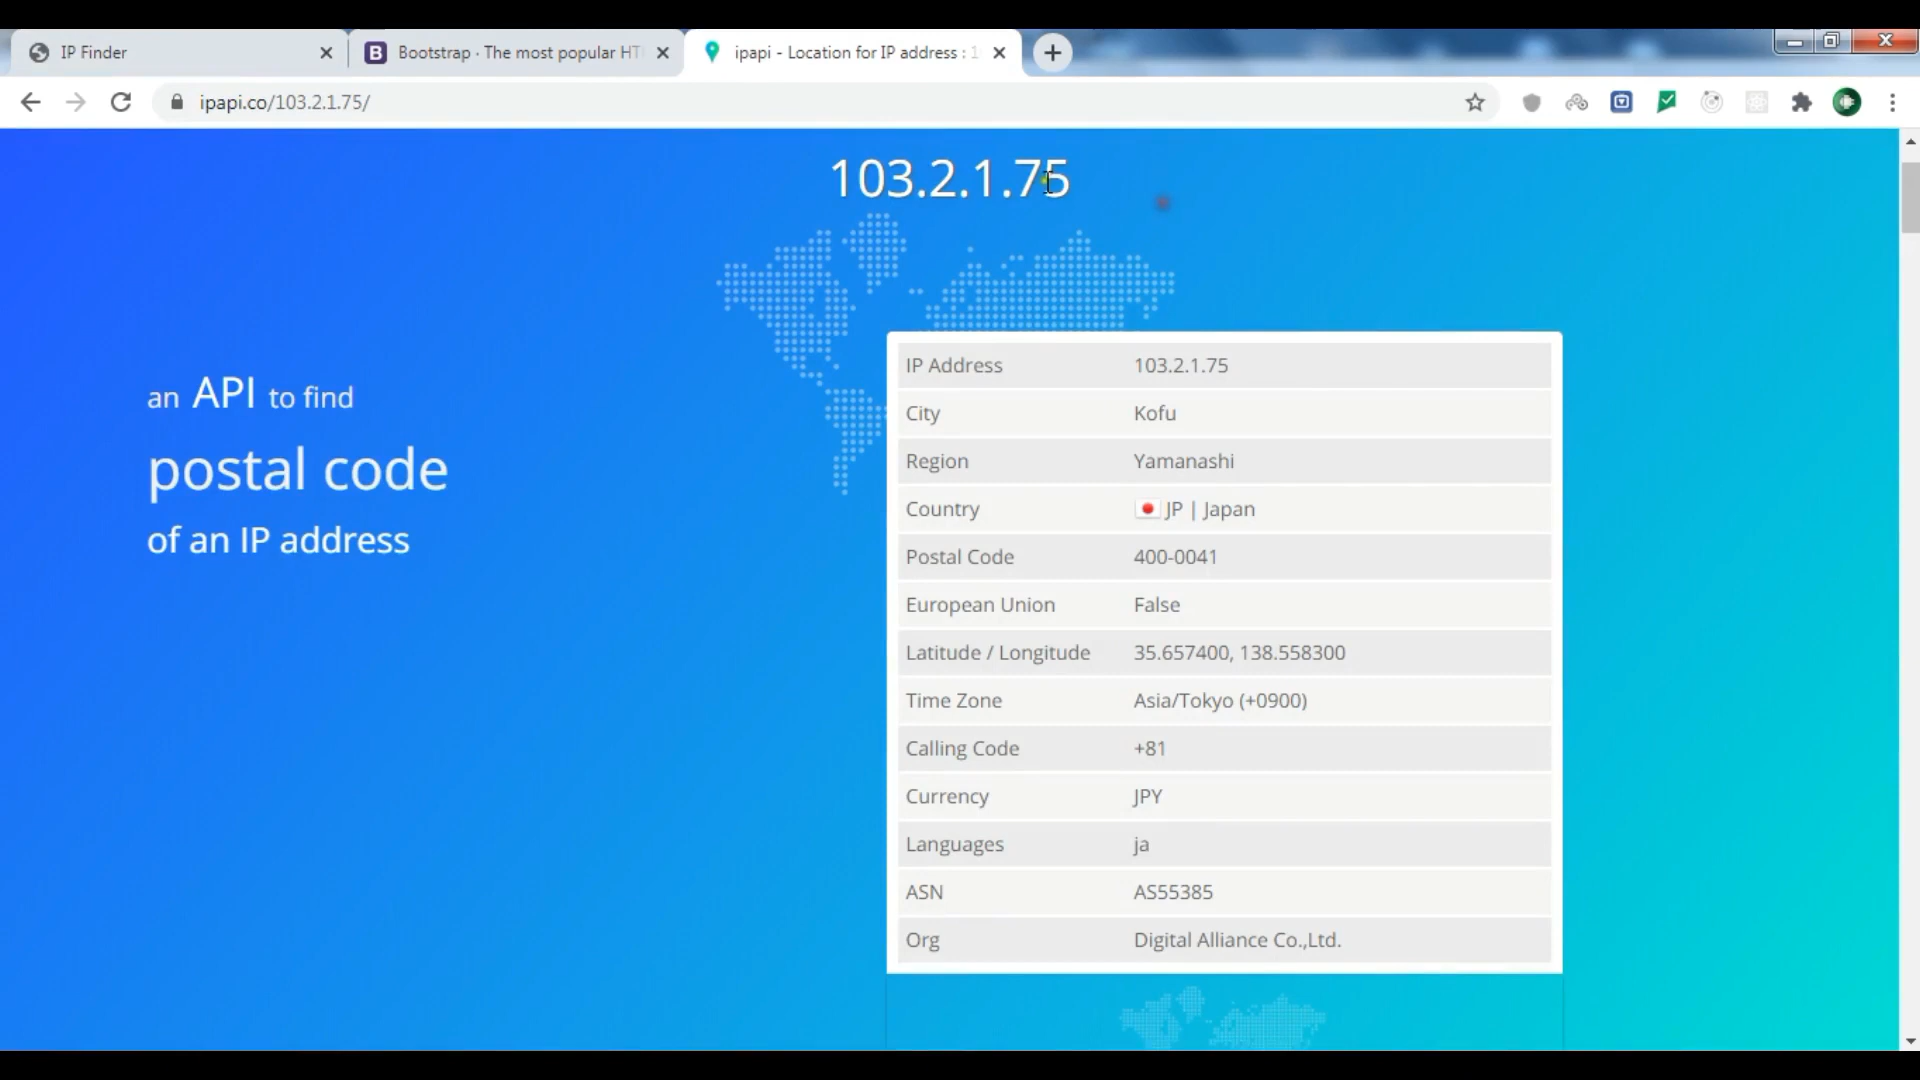 IP Finder
Bootstrap · The most popular HT
ipapi - Location for IP address : 1
ipapi.co/103.2.1.75/
103.2.1.75
an API to find
postal code
of an IP address
IP Address 103.2.1.75
City Kofu
Region Yamanashi
Country JP | Japan
Postal Code 400-0041
European Union False
Latitude / Longitude 35.657400, 138.558300
Time Zone Asia/Tokyo (+0900)
Calling Code +81
Currency JPY
Languages ja
ASN AS55385
Org Digital Alliance Co.,Ltd.